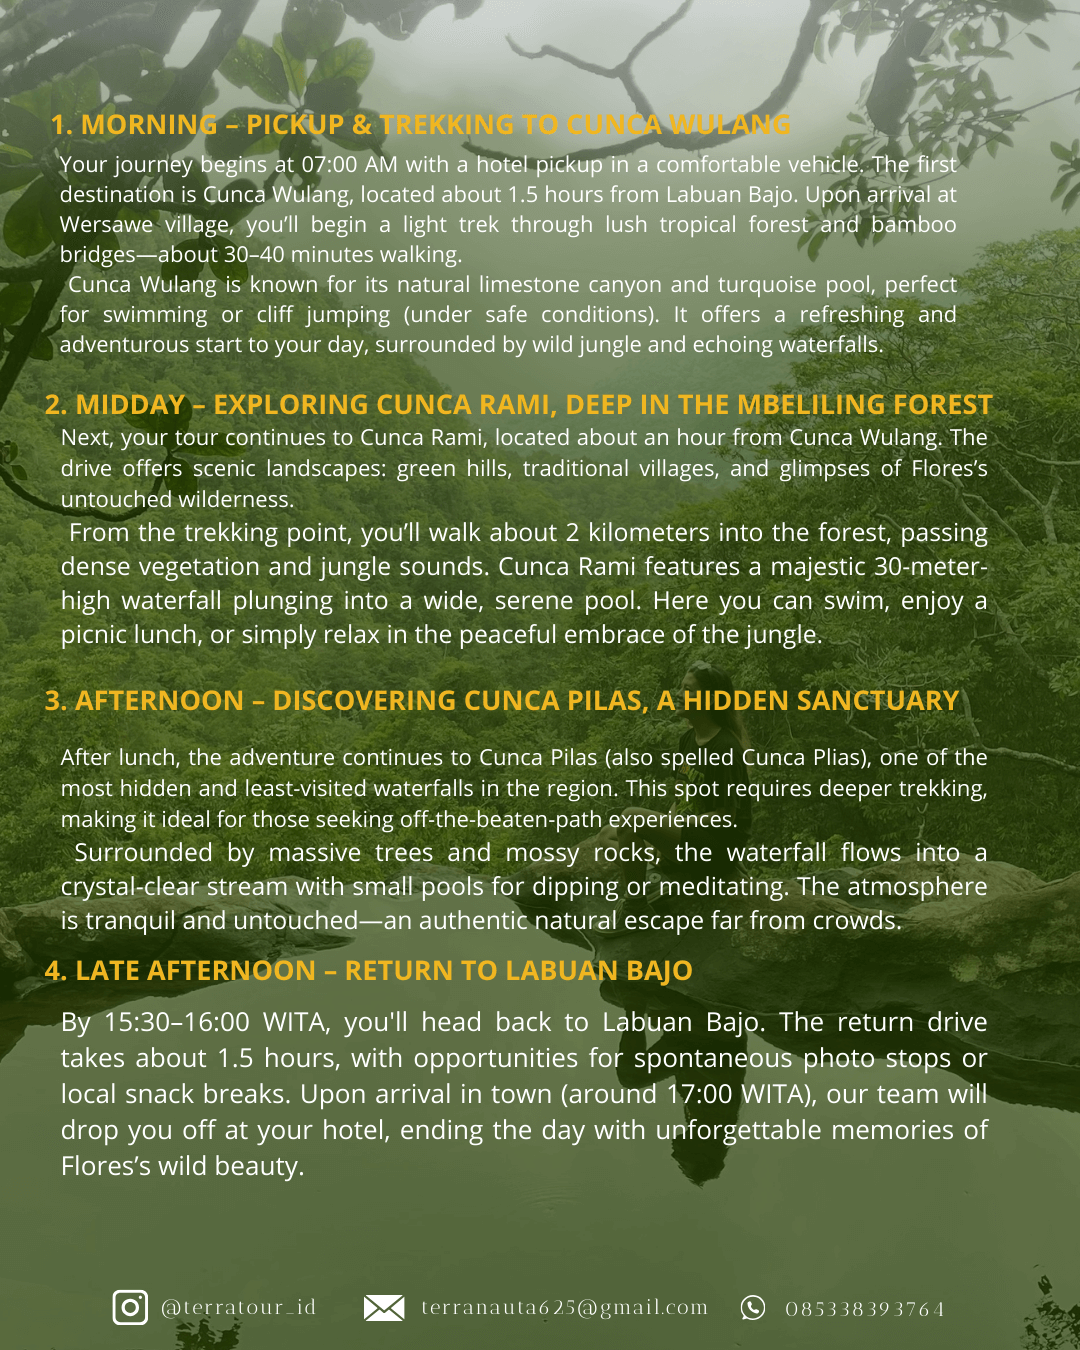 1. MORNING – PICKUP & TREKKING TO CUNCA WULANG
Your journey begins at 07:00 AM with a hotel pickup in a comfortable vehicle. The first
destination is Cunca Wulang, located about 1.5 hours from Labuan Bajo. Upon arrival at
Wersawe village, you’ll begin a light trek through lush tropical forest and bamboo
bridges—about 30–40 minutes walking.
Cunca Wulang is known for its natural limestone canyon and turquoise pool, perfect
for swimming or cliff jumping (under safe conditions). It offers a refreshing and
adventurous start to your day, surrounded by wild jungle and echoing waterfalls.
2. MIDDAY – EXPLORING CUNCA RAMI, DEEP IN THE MBELILING FOREST
Next, your tour continues to Cunca Rami, located about an hour from Cunca Wulang. The
drive offers scenic landscapes: green hills, traditional villages, and glimpses of Flores’s
untouched wilderness.
From the trekking point, you’ll walk about 2 kilometers into the forest, passing
dense vegetation and jungle sounds. Cunca Rami features a majestic 30-meter-
high waterfall plunging into a wide, serene pool. Here you can swim, enjoy a
picnic lunch, or simply relax in the peaceful embrace of the jungle.
3. AFTERNOON – DISCOVERING CUNCA PILAS, A HIDDEN SANCTUARY
After lunch, the adventure continues to Cunca Pilas (also spelled Cunca Plias), one of the
most hidden and least-visited waterfalls in the region. This spot requires deeper trekking,
making it ideal for those seeking off-the-beaten-path experiences.
Surrounded by massive trees and mossy rocks, the waterfall flows into a
crystal-clear stream with small pools for dipping or meditating. The atmosphere
is tranquil and untouched—an authentic natural escape far from crowds.
4. LATE AFTERNOON – RETURN TO LABUAN BAJO
By 15:30–16:00 WITA, you'll head back to Labuan Bajo. The return drive
takes about 1.5 hours, with opportunities for spontaneous photo stops or
local snack breaks. Upon arrival in town (around 17:00 WITA), our team will
drop you off at your hotel, ending the day with unforgettable memories of
Flores’s wild beauty.
@terratour_id terranauta625@gmail.com 085338393764